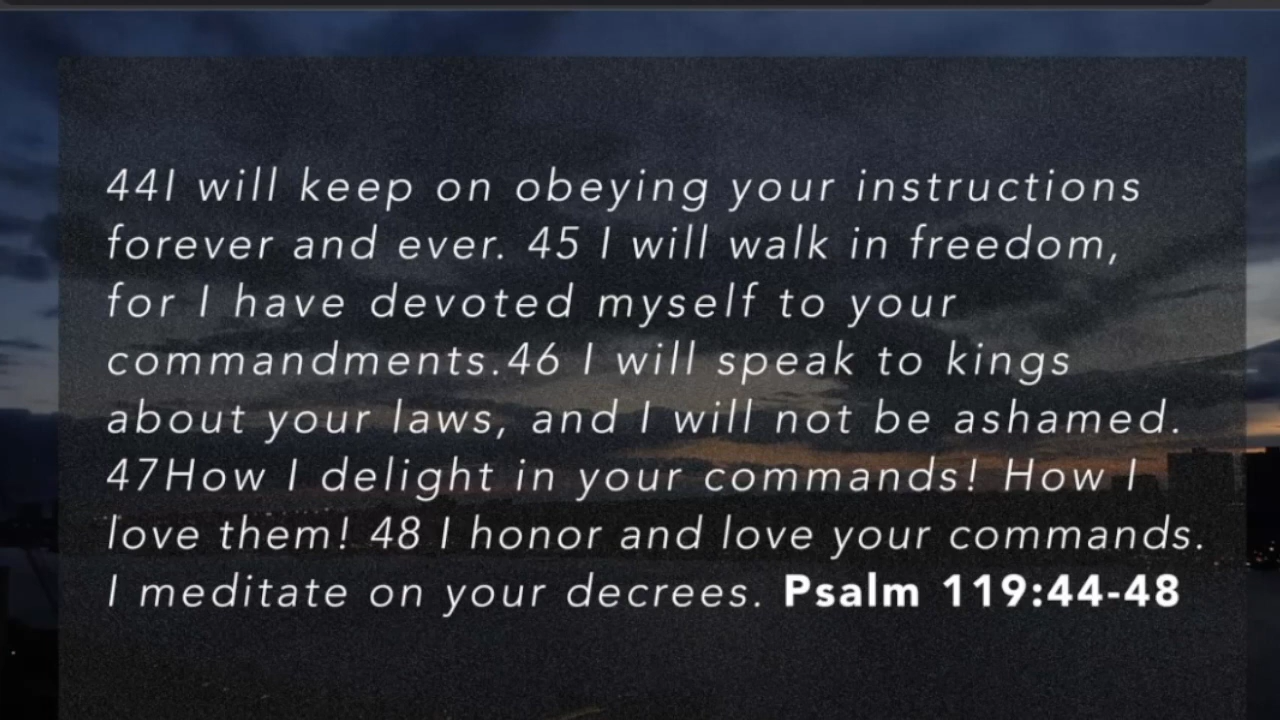 44I will keep on obeying your instructions
forever and ever. 45 I will walk in freedom,
for I have devoted myself to your
commandments.46 I will speak to kings
about your laws, and I will not be ashamed.
47How I delight in your commands! How I
love them! 48 I honor and love your commands.
I meditate on your decrees. Psalm 119:44-48